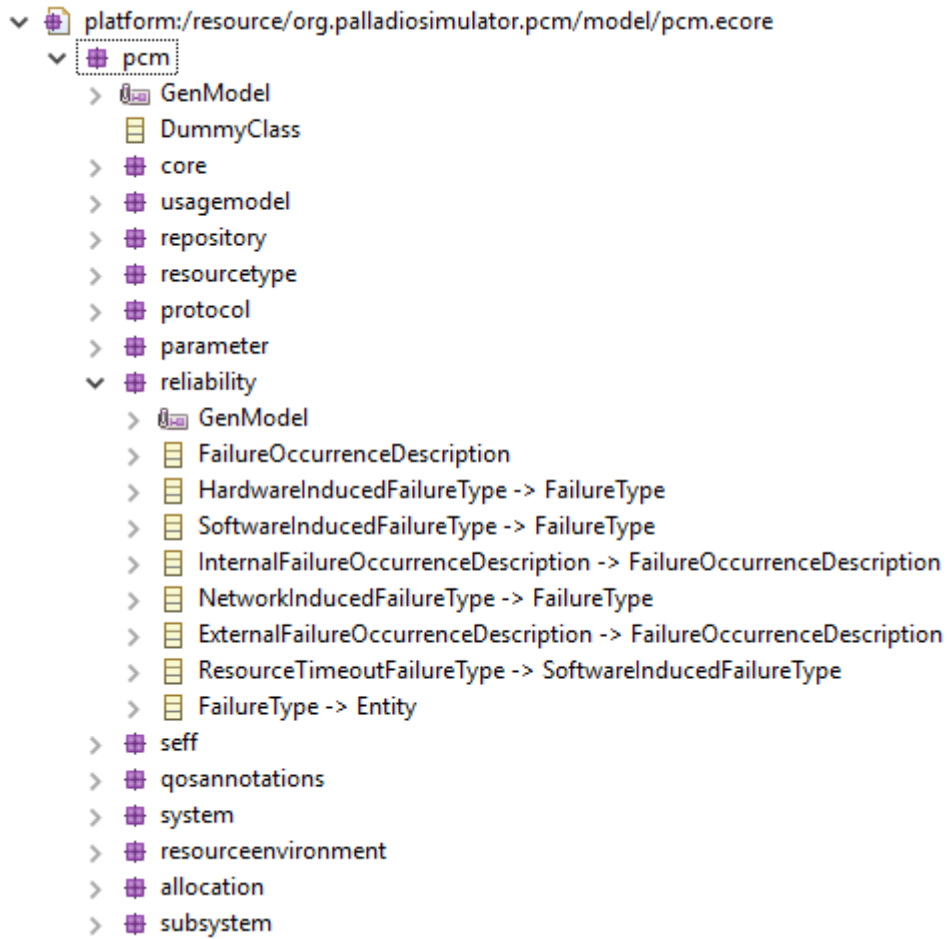 platform:/resource/org.palladiosimulator.pcm/model/pcm.ecore
pcm
GenModel
DummyClass
core
usagemodel
repository
resourcetype
protocol
parameter
reliability
GenModel
FailureOccurrenceDescription
HardwareInducedFailureType -> FailureType
SoftwareInducedFailureType -> FailureType
InternalFailureOccurrenceDescription -> FailureOccurrenceDescription
NetworkInducedFailureType -> FailureType
ExternalFailureOccurrenceDescription -> FailureOccurrenceDescription
ResourceTimeoutFailureType -> SoftwareInducedFailureType
FailureType -> Entity
seff
qosannotations
system
resourceenvironment
allocation
subsystem